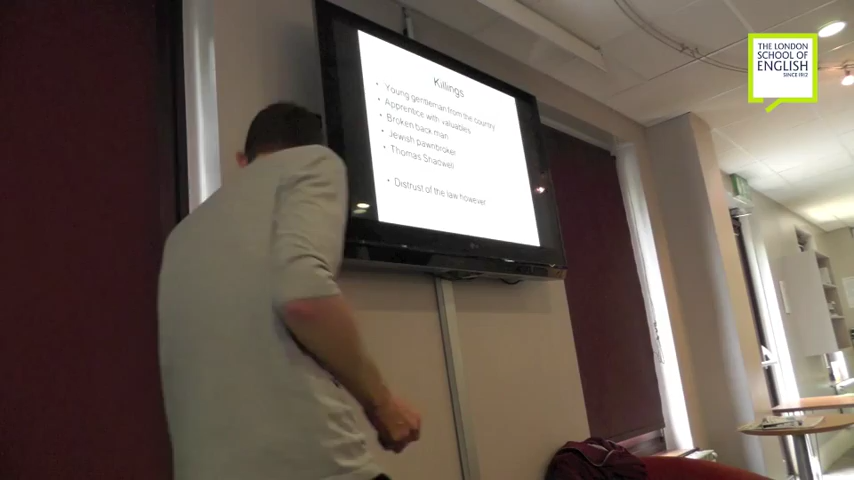 THE LONDON
SCHOOL OF
ENGLISH
SINCE 1912
Killings
• Young gentleman from the country
• Apprentice with valuables
• Broken back man
• Jewish pawnbroker
• Thomas Shadwell
• Distrust of the law however
LG